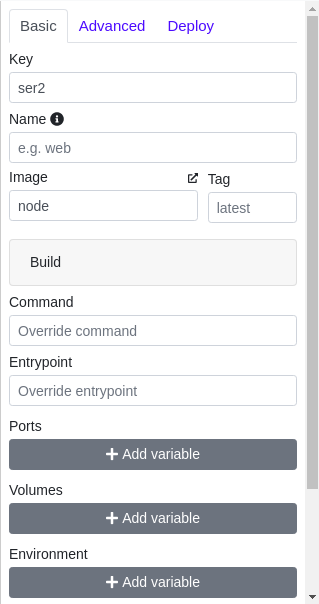 Basic Advanced Deploy
Key
ser2
Name
e.g. web
Image Tag
node latest
Build
Command
Override command
Entrypoint
Override entrypoint
Ports
Add variable
Volumes
Add variable
Environment
Add variable